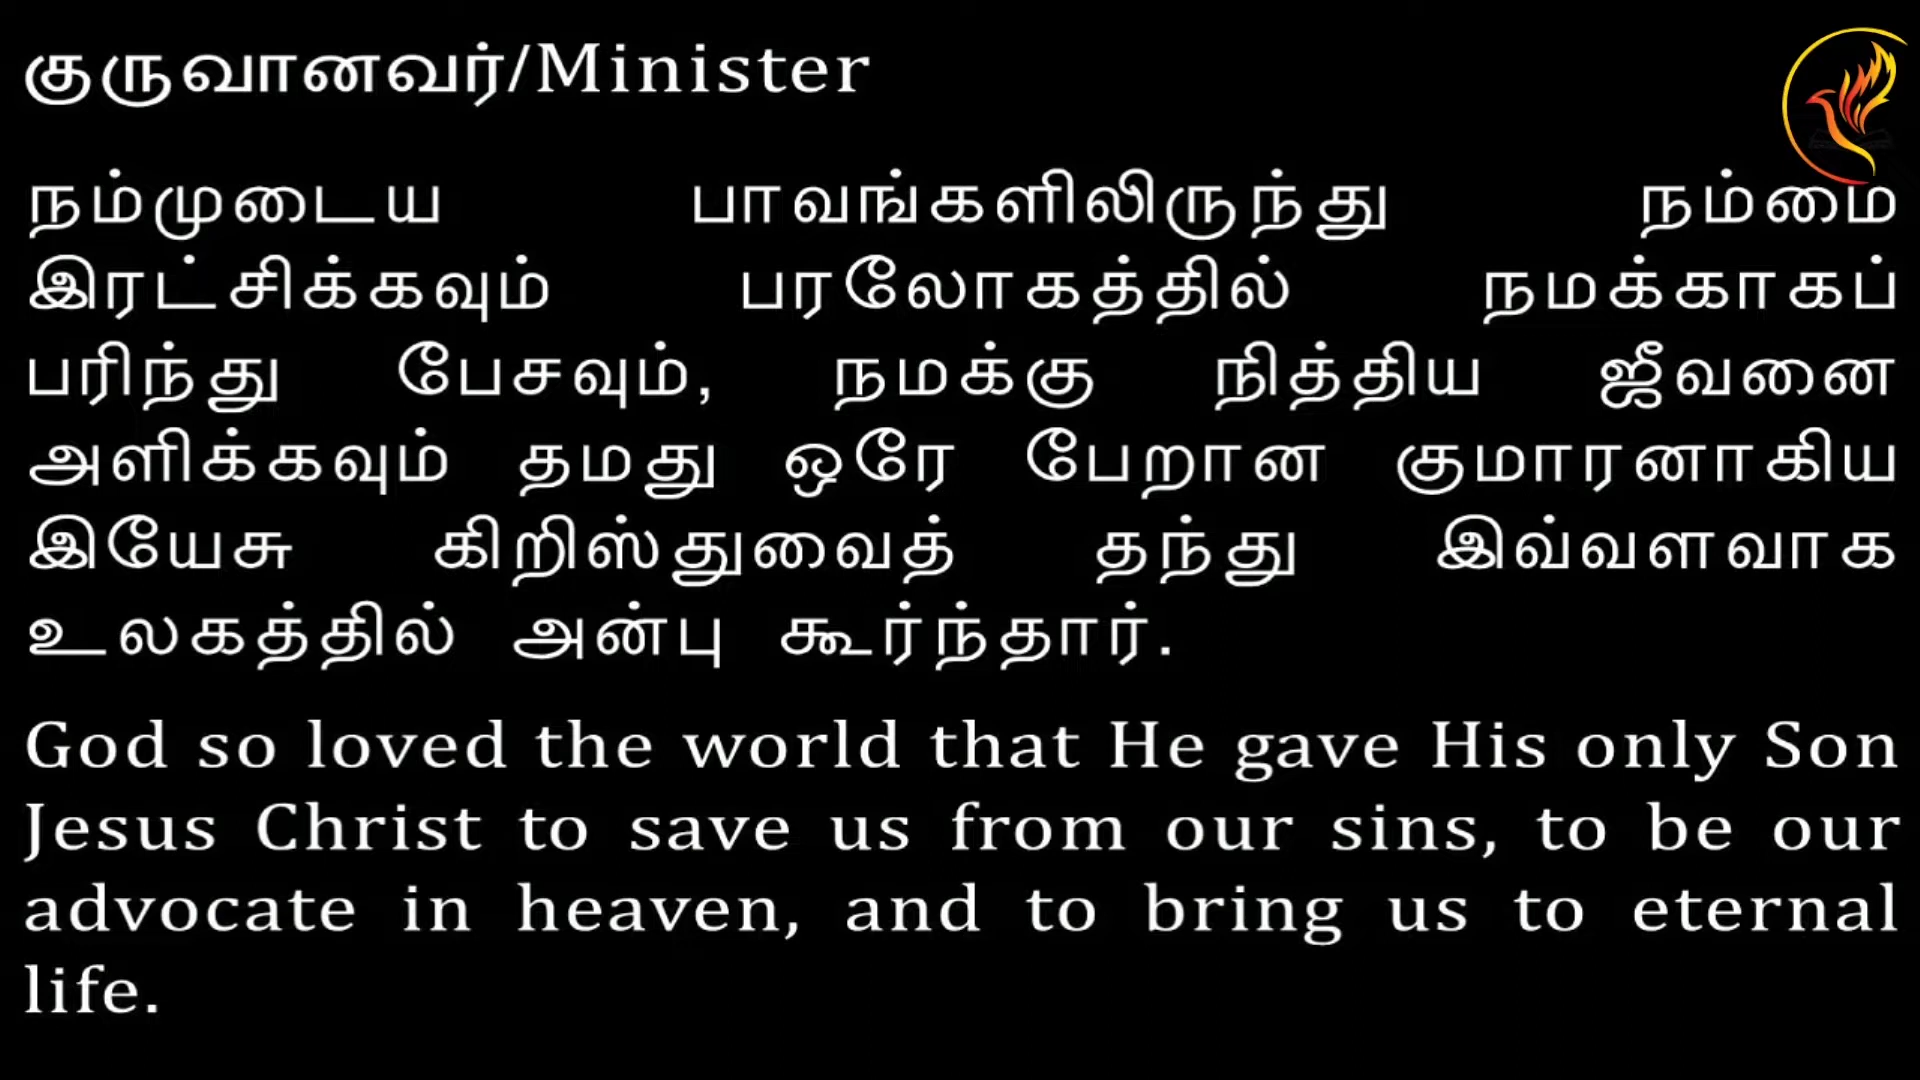 குருவானவர்/Minister
நம்முடைய பாவங்களிலிருந்து நம்மை
இரட்சிக்கவும் பரலோகத்தில் நமக்காகப்
பரிந்து பேசவும், நமக்கு நித்திய ஜீவனை
அளிக்கவும் தமது ஒரே பேறான குமாரனாகிய
இயேசு கிறிஸ்துவைத் தந்து இவ்வளவாக
உலகத்தில் அன்பு கூர்ந்தார்.
God so loved the world that He gave His only Son
Jesus Christ to save us from our sins, to be our
advocate in heaven, and to bring us to eternal
life.